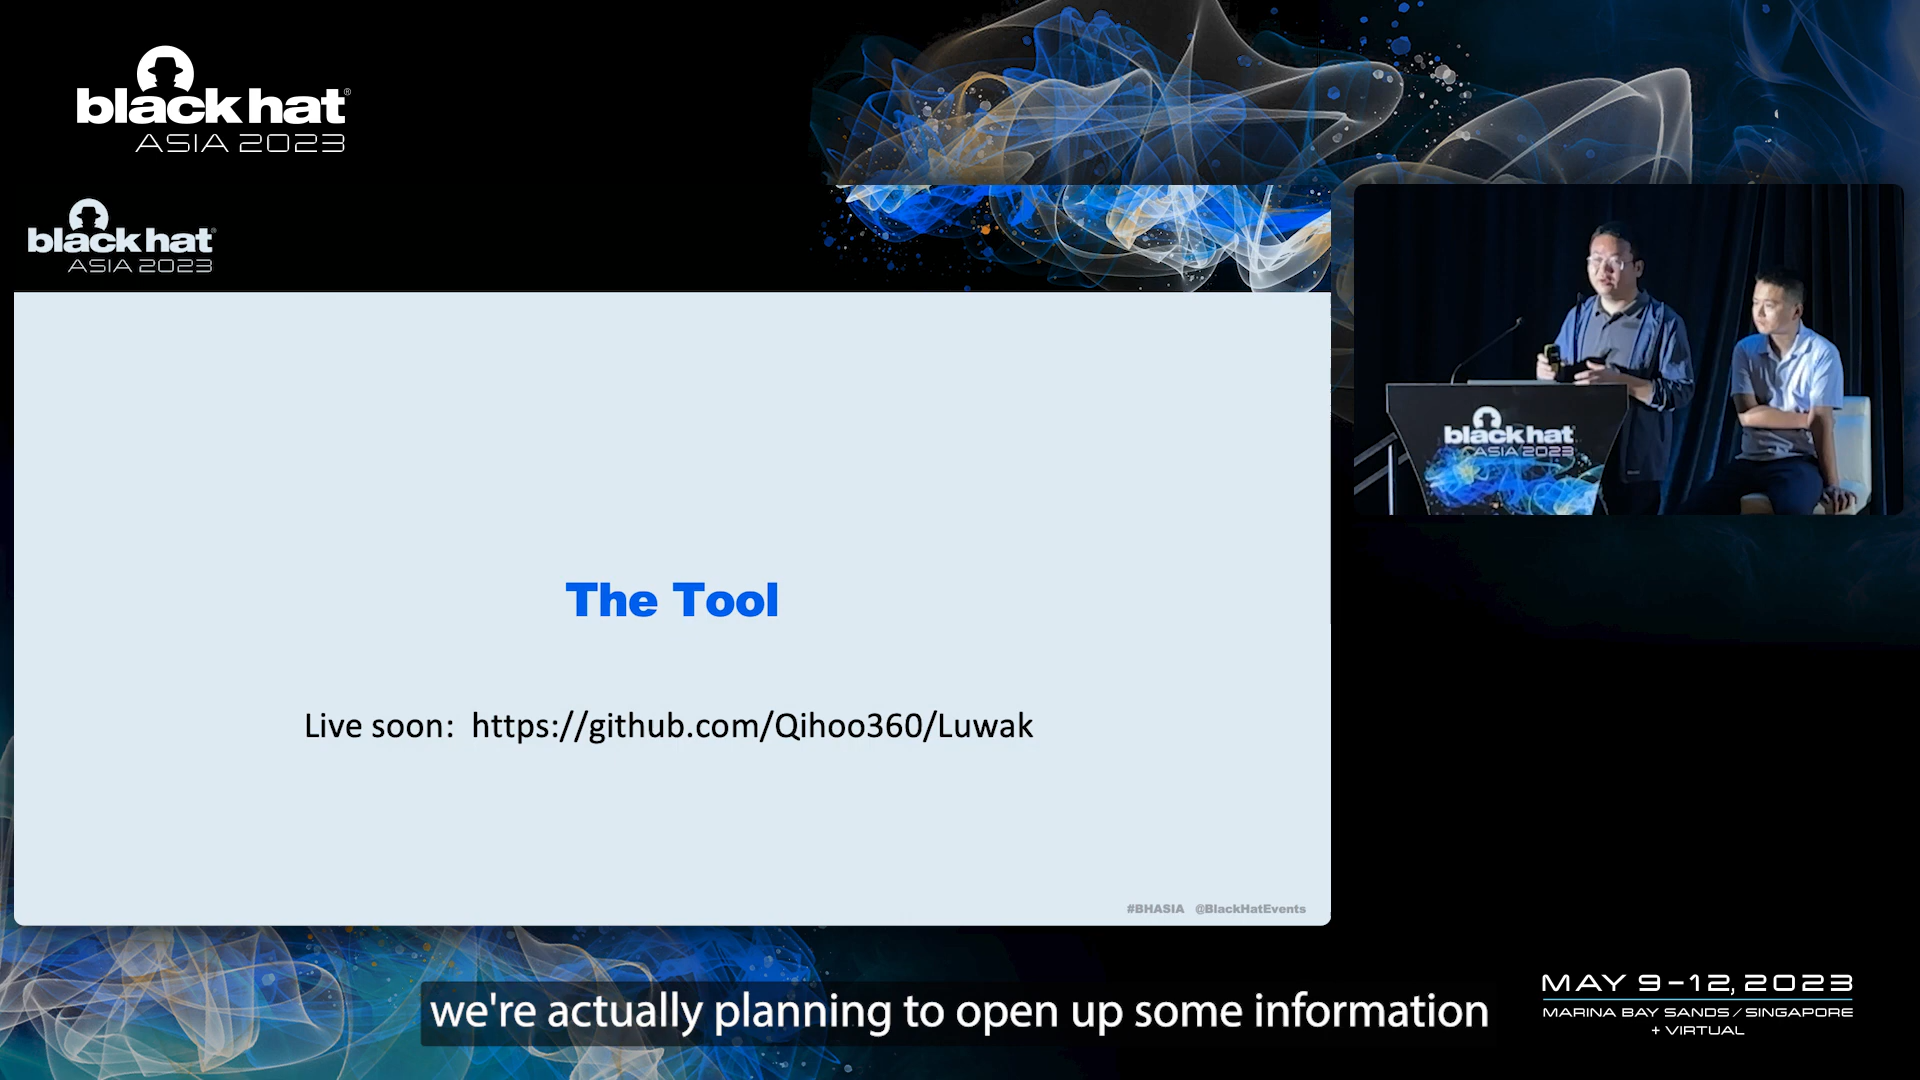 black hat®
ASIA 2023
black hat®
ASIA 2023
The Tool
Live soon: https://github.com/Qihoo360/Luwak
#BHASIA @BlackHatEvents
black hat
ASIA 2023
we're actually planning to open up some information
MAY 9-12, 2023
MARINA BAY SANDS / SINGAPORE
+ VIRTUAL